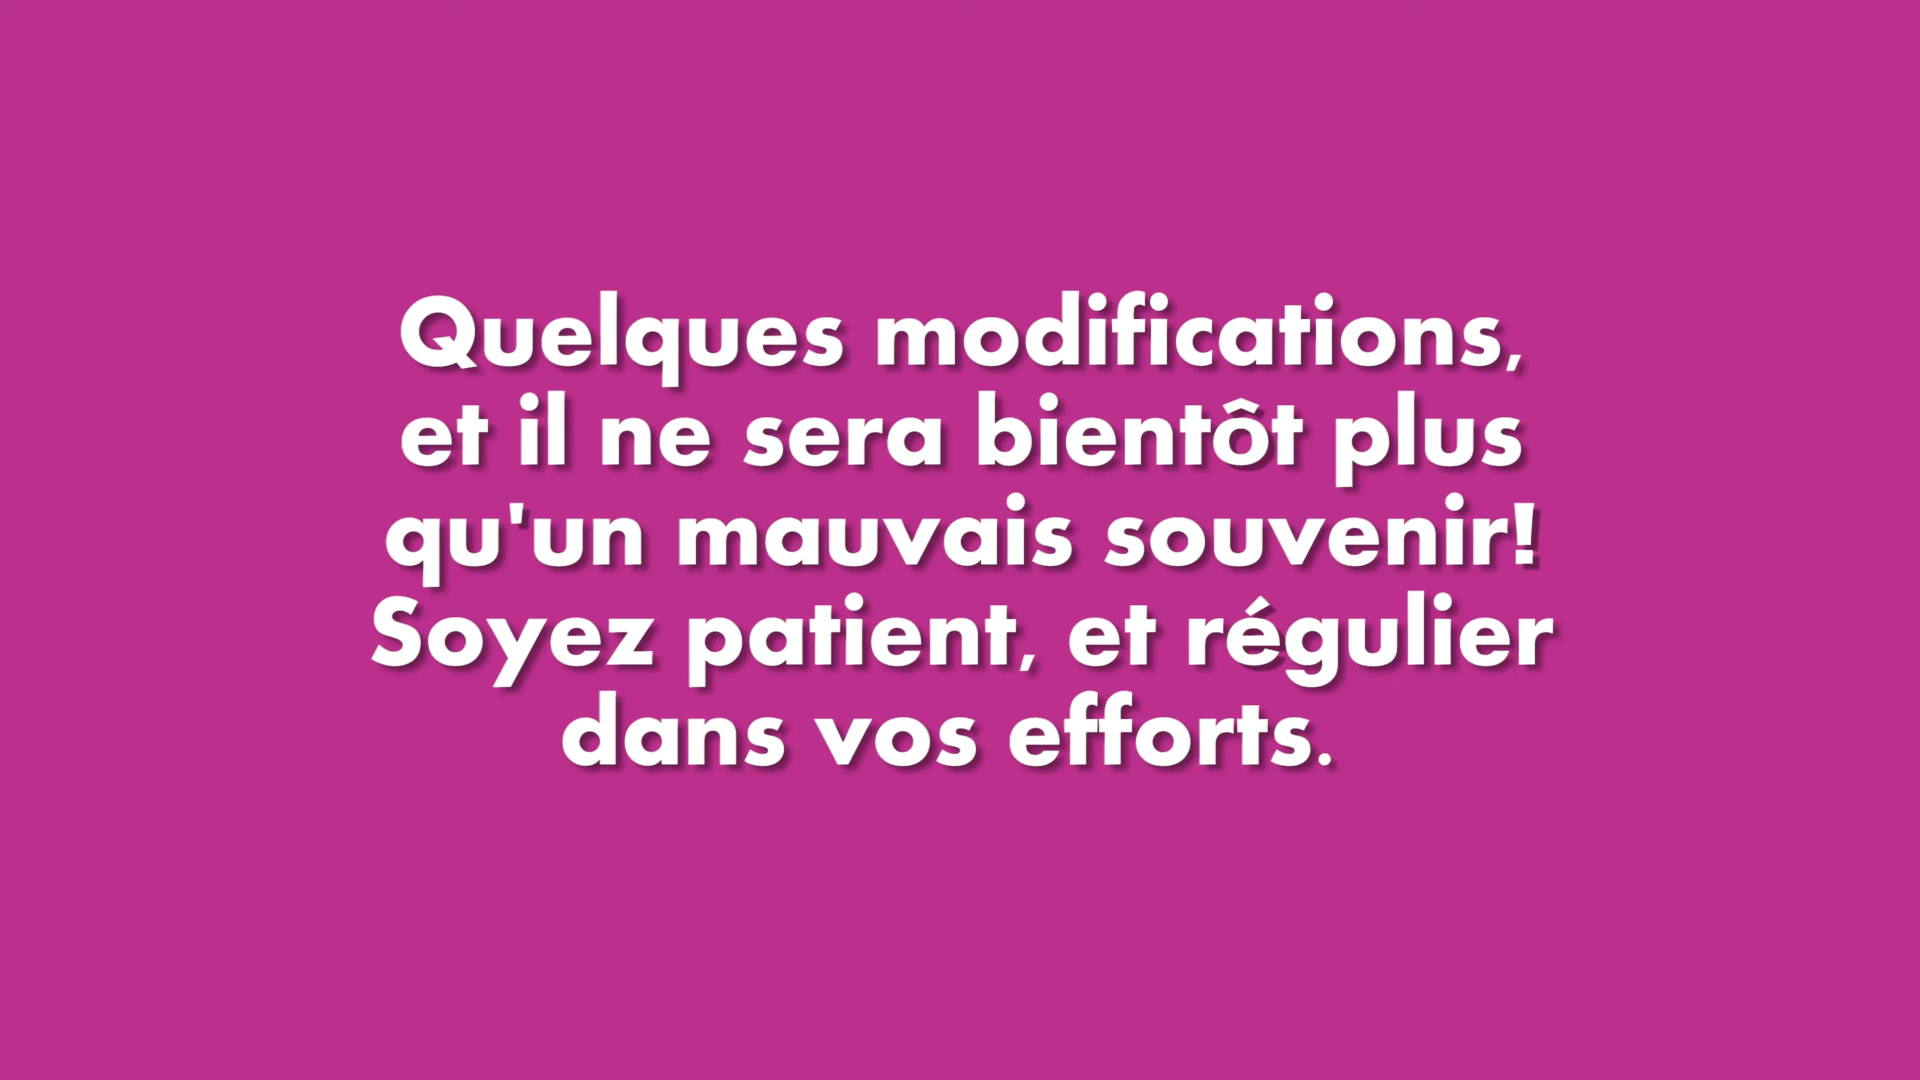 Quelques modifications,
et il ne sera bientôt plus
qu'un mauvais souvenir!
Soyez patient, et régulier
dans vos efforts.